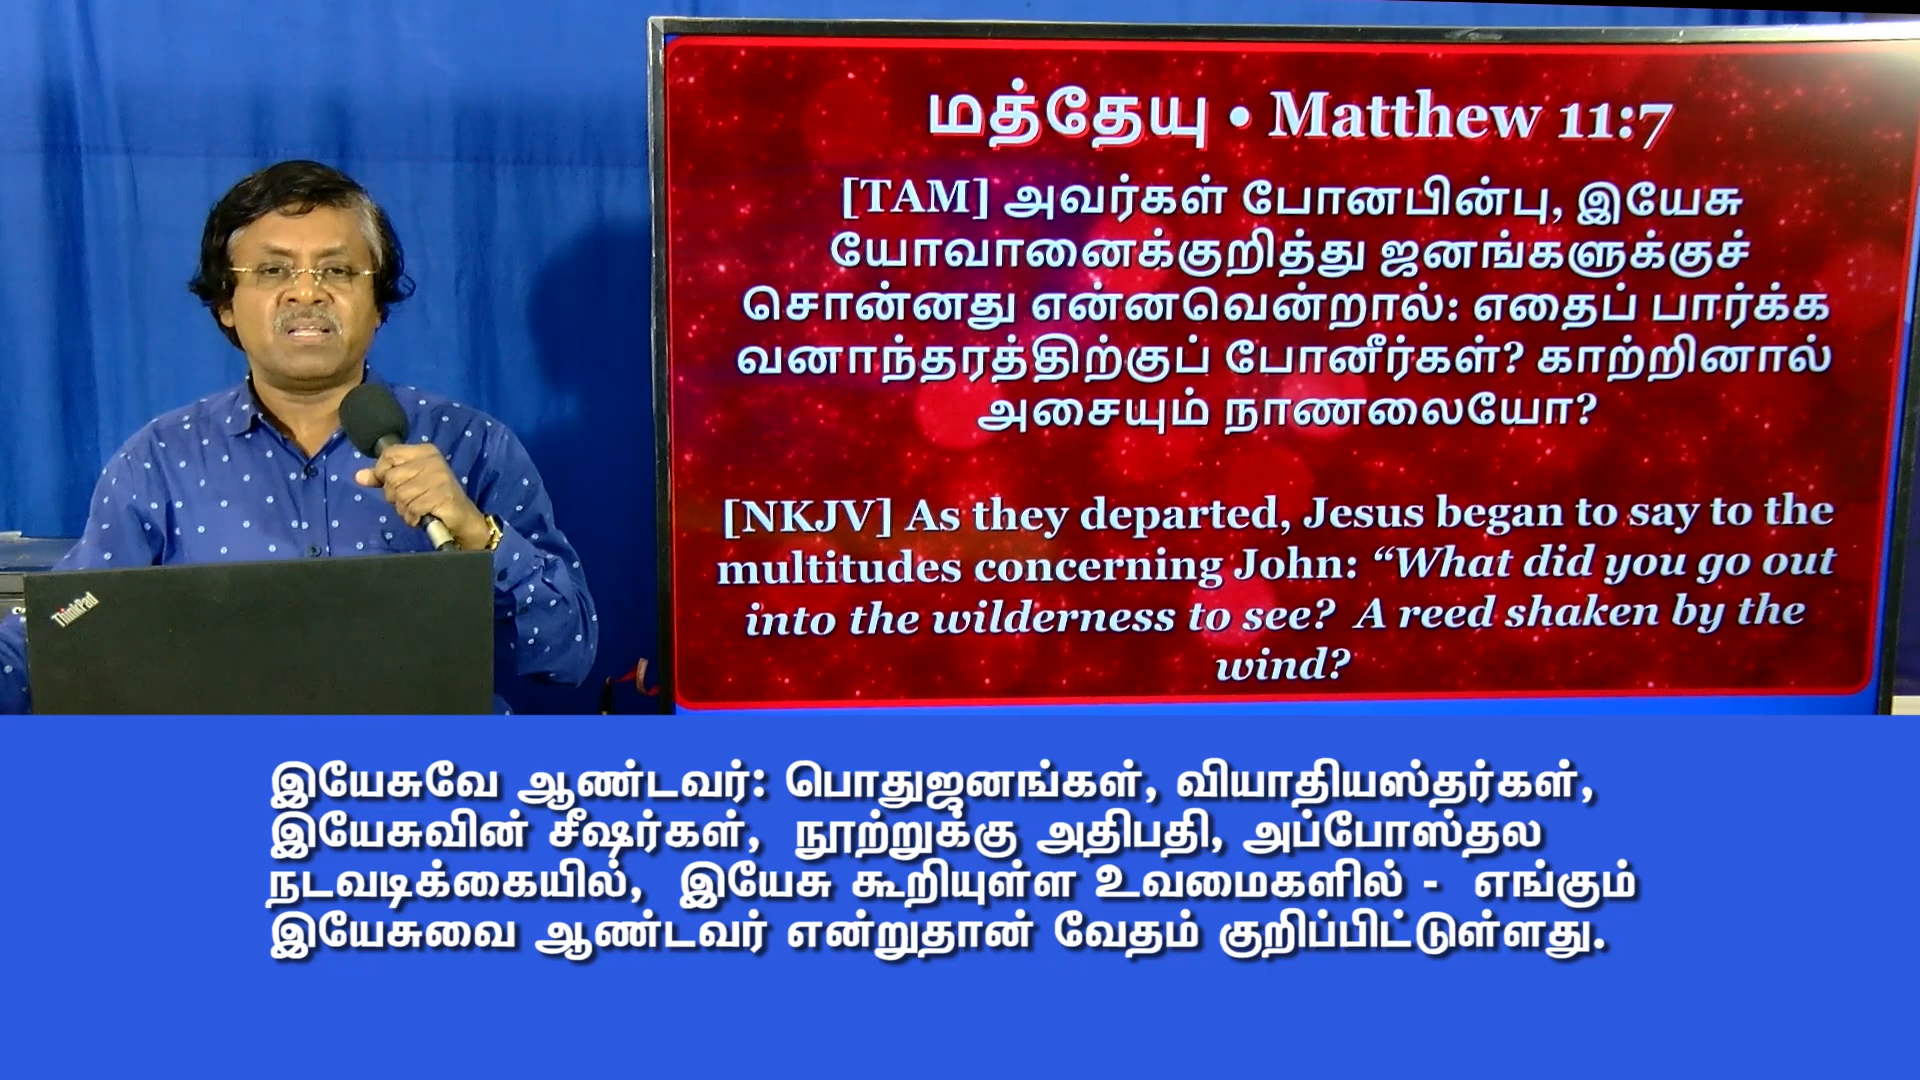 மத்தேயு • Matthew 11:7
[TAM] அவர்கள் போனபின்பு, இயேசு
யோவானைக்குறித்து ஜனங்களுக்குச்
சொன்னது என்னவென்றால்: எதைப் பார்க்க
வனாந்தரத்திற்குப் போனீர்கள்? காற்றினால்
அசையும் நாணலையோ?
[NKJV] As they departed, Jesus began to say to the
multitudes concerning John: “What did you go out
into the wilderness to see? A reed shaken by the
wind?
ThinkPad
இயேசுவே ஆண்டவர்: பொதுஜனங்கள், வியாதியஸ்தர்கள்,
இயேசுவின் சீஷர்கள், நூற்றுக்கு அதிபதி, அப்போஸ்தல
நடவடிக்கையில், இயேசு கூறியுள்ள உவமைகளில் - எங்கும்
இயேசுவை ஆண்டவர் என்றுதான் வேதம் குறிப்பிட்டுள்ளது.